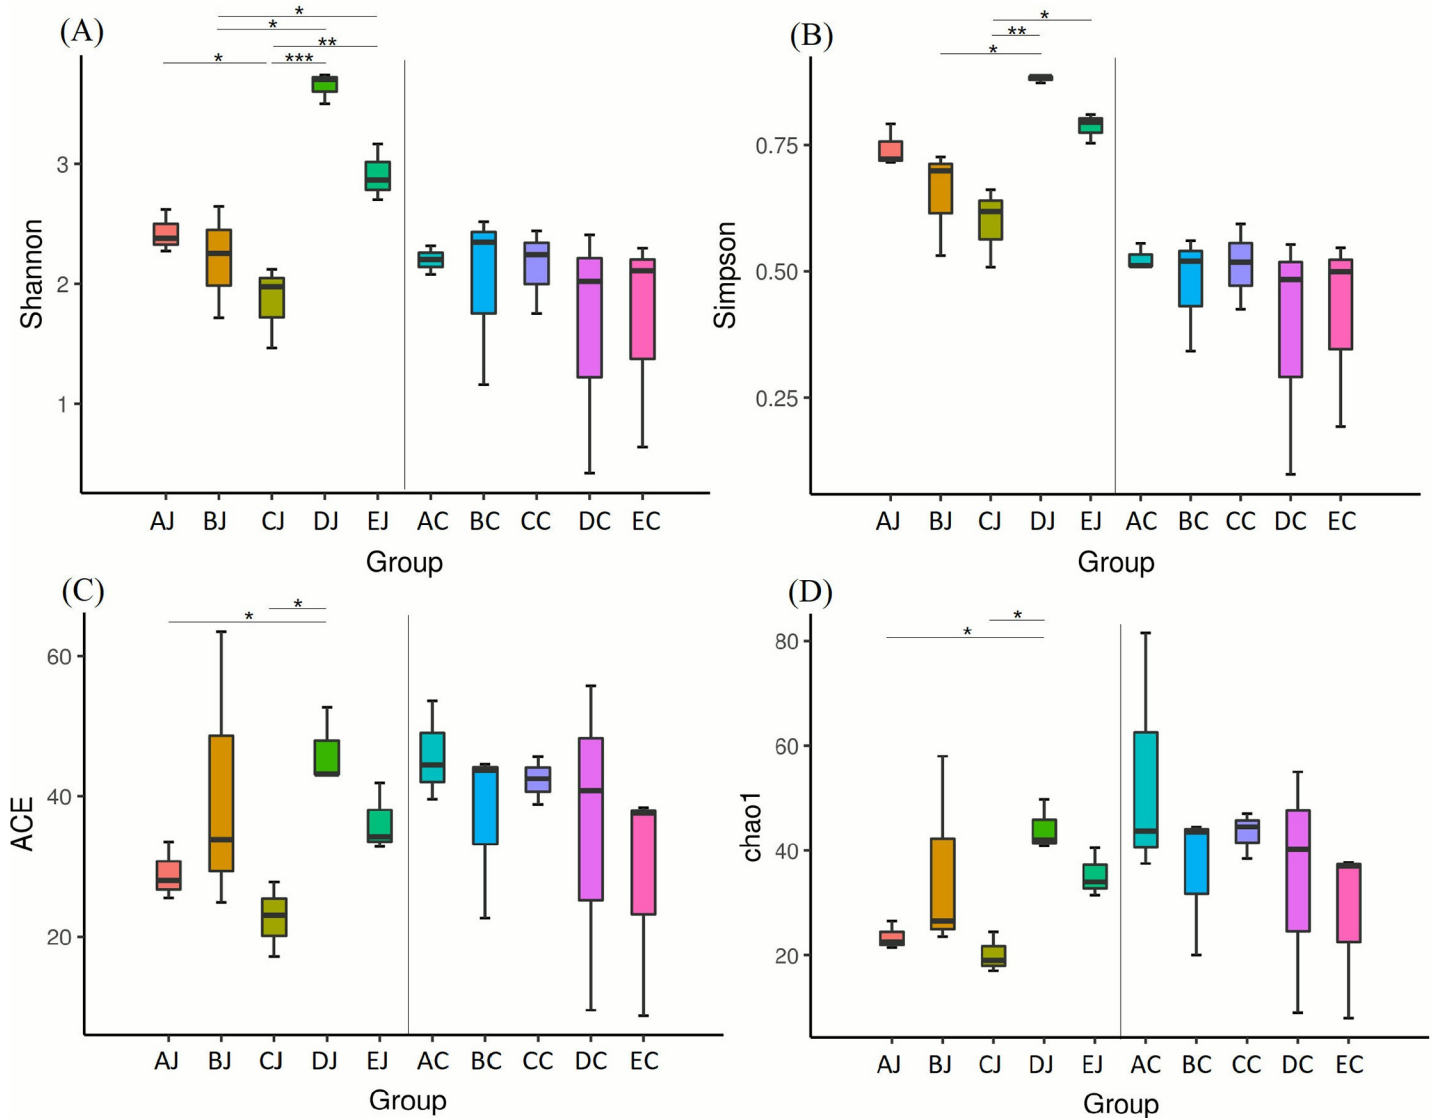 (A)
*
*
**
* ***
3
2
1
Shannon
AJ BJ CJ DJ EJ AC BC CC DC EC
Group
(B)
*
**
*
0.75
0.50
0.25
Simpson
AJ BJ CJ DJ EJ AC BC CC DC EC
Group
(C)
*
*
60
40
20
ACE
AJ BJ CJ DJ EJ AC BC CC DC EC
Group
(D)
*
*
80
60
40
20
chao1
AJ BJ CJ DJ EJ AC BC CC DC EC
Group